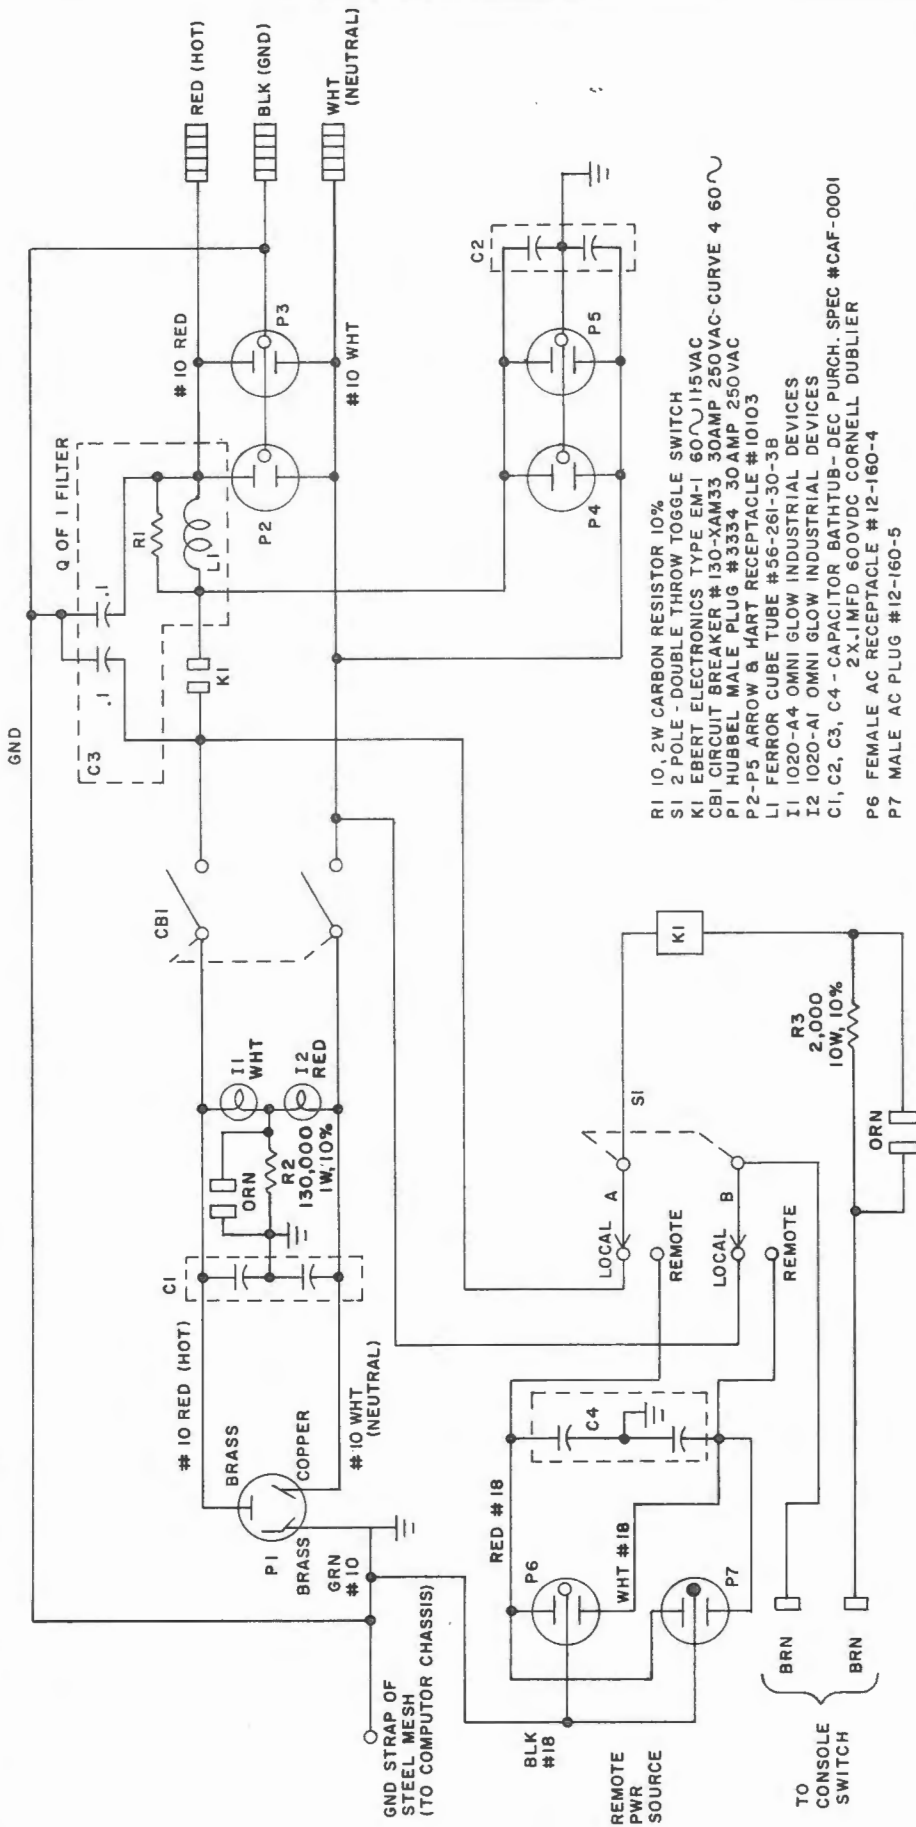 GND
Q OF 1 FILTER
C3
.1
.1
R1
L1
K1
# 10 RED
RED (HOT)
BLK (GND)
WHT
(NEUTRAL)
P2
P3
# 10 WHT
C2
P4
P5
CB1
I1
WHT
I2
RED
ORN
R2
130,000
1W, 10%
C1
# 10 RED (HOT)
BRASS
COPPER
# 10 WHT
(NEUTRAL)
P1
BRASS
GRN
#10
GND STRAP OF
STEEL MESH
(TO COMPUTOR CHASSIS)
R1 10, 2W CARBON RESISTOR 10%
S1 2 POLE - DOUBLE THROW TOGGLE SWITCH
K1 EBERT ELECTRONICS TYPE EM-1 60∿ 115VAC
CB1 CIRCUIT BREAKER #130-XAM33 30AMP 250VAC-CURVE 4 60∿
P1 HUBBEL MALE PLUG #3334 30AMP 250VAC
P2-P5 ARROW & HART RECEPTACLE #10103
L1 FERROR CUBE TUBE #56-261-30-3B
I1 1020-A4 OMNI GLOW INDUSTRIAL DEVICES
I2 1020-A1 OMNI GLOW INDUSTRIAL DEVICES
C1, C2, C3, C4 - CAPACITOR BATHTUB - DEC PURCH. SPEC #CAF-0001
2X.1MFD 600VDC CORNELL DUBLIER
P6 FEMALE AC RECEPTACLE #12-160-4
P7 MALE AC PLUG #12-160-5
K1
S1
A
B
LOCAL
REMOTE
LOCAL
REMOTE
R3
2,000
10W, 10%
ORN
RED #18
C4
P6
WHT #18
P7
BLK
#18
REMOTE
PWR
SOURCE
BRN
BRN
TO
CONSOLE
SWITCH